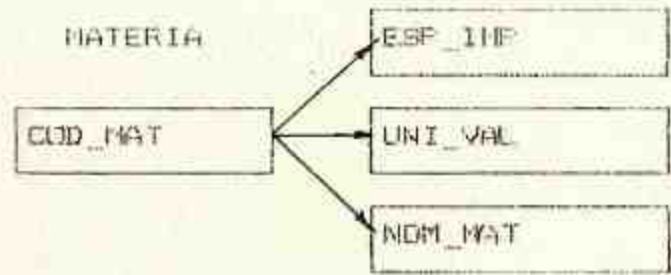 MATERIA
ESP_IMP
COD_MAT
UNI_VAL
NOM_MAT